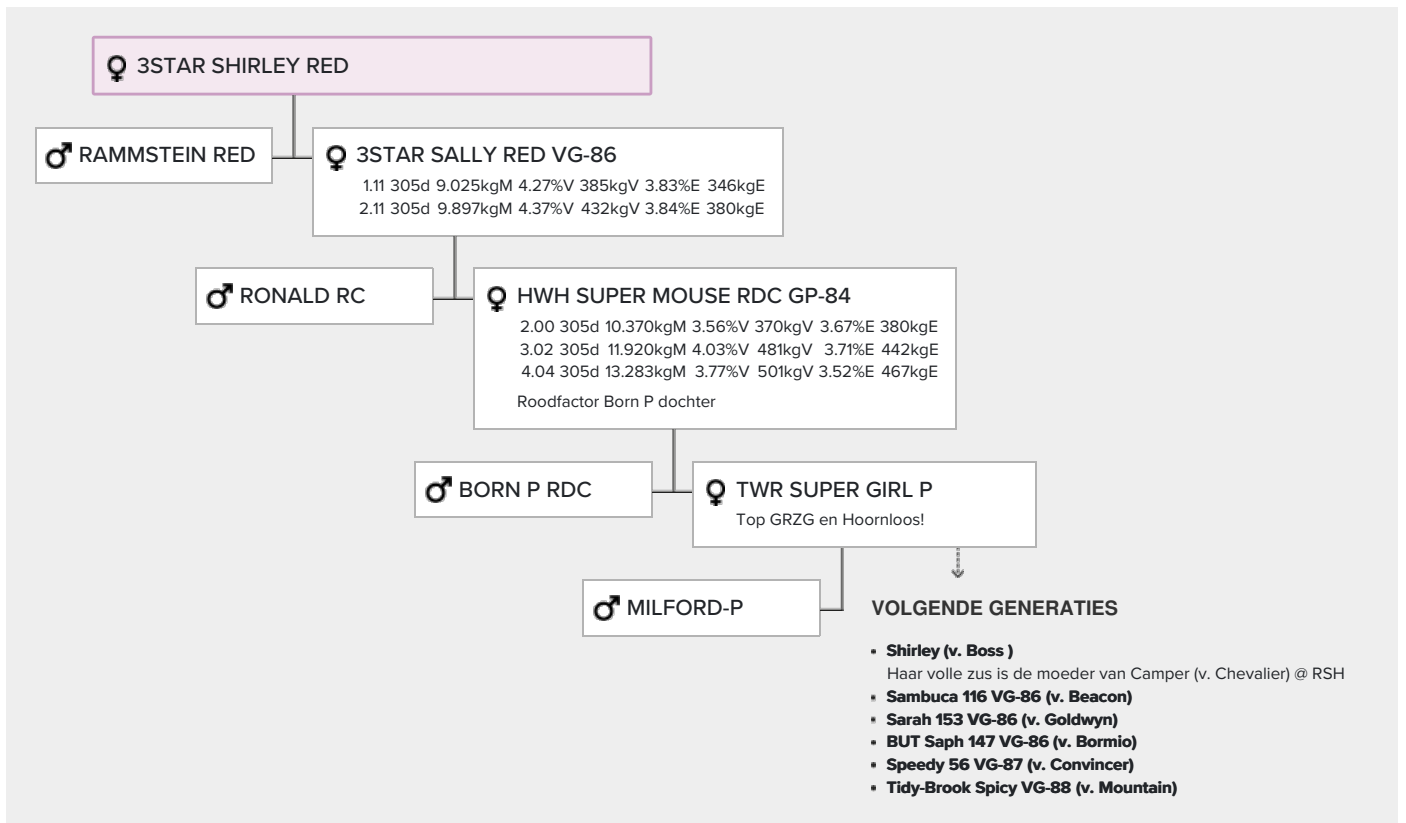 3STAR SHIRLEY RED
RAMMSTEIN RED
3STAR SALLY RED VG-86
1.11 305d 9.025kgM 4.27%V 385kgV 3.83%E 346kgE
2.11 305d 9.897kgM 4.37%V 432kgV 3.84%E 380kgE
RONALD RC
HWH SUPER MOUSE RDC GP-84
2.00 305d 10.370kgM 3.56%V 370kgV 3.67%E 380kgE
3.02 305d 11.920kgM 4.03%V 481kgV 3.71%E 442kgE
4.04 305d 13.283kgM 3.77%V 501kgV 3.52%E 467kgE
Roodfactor Born P dochter
BORN P RDC
TWR SUPER GIRL P
Top GRZG en Hoornloos!
MILFORD-P
VOLGENDE GENERATIES
• Shirley (v. Boss )
Haar volle zus is de moeder van Camper (v. Chevalier) @ RSH
• Sambuca 116 VG-86 (v. Beacon)
• Sarah 153 VG-86 (v. Goldwyn)
• BUT Saph 147 VG-86 (v. Bormio)
• Speedy 56 VG-87 (v. Convincer)
• Tidy-Brook Spicy VG-88 (v. Mountain)